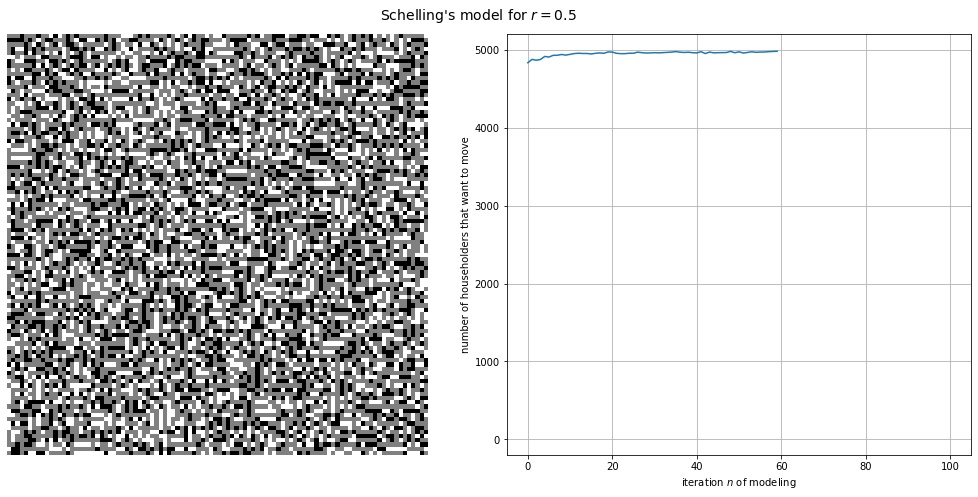 Schelling's model for r = 0.5
5000
4000
3000
2000
1000
0
number of householders that want to move
0 20 40 60 80 100
iteration n of modeling